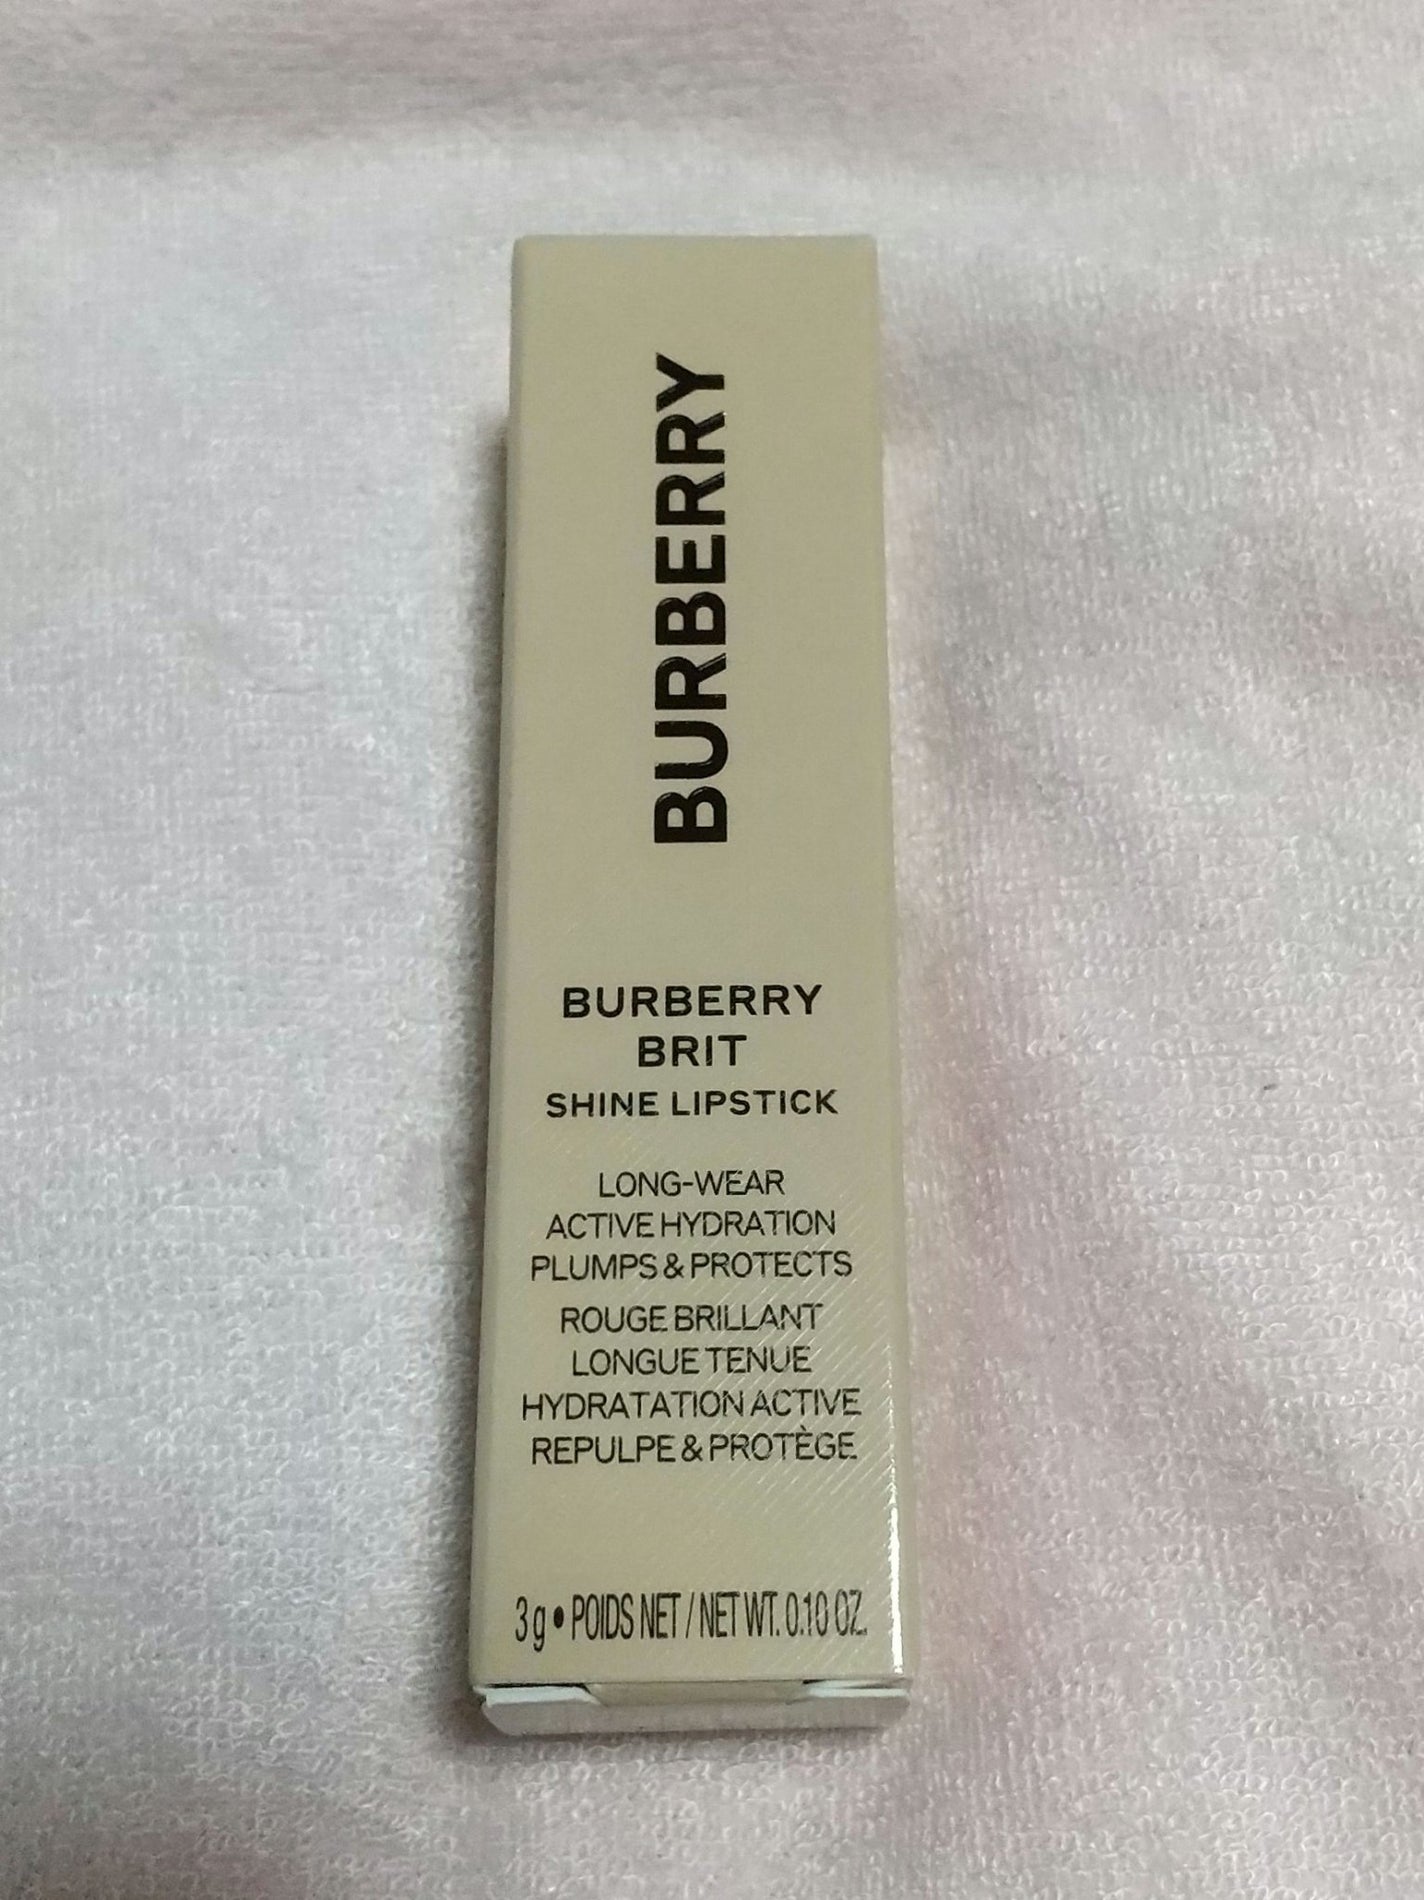 BURBERRY
BURBERRY
BRIT
SHINE LIPSTICK
LONG-WEAR
ACTIVE HYDRATION
PLUMPS & PROTECTS
ROUGE BRILLANT
LONGUE TENUE
HYDRATATION ACTIVE
REPULPE & PROTÈGE
3 g • POIDS NET / NET WT. 0.10 OZ.